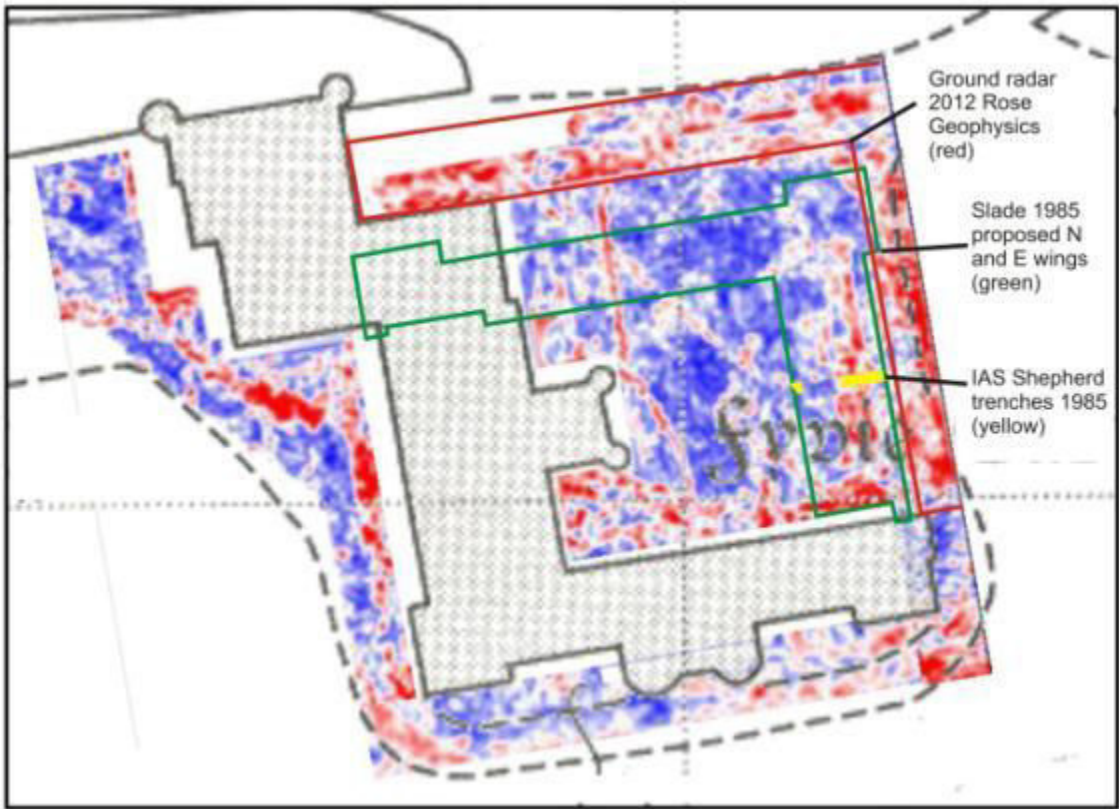 Ground radar
2012 Rose
Geophysics
(red)
Slade 1985
proposed N
and E wings
(green)
IAS Shepherd
trenches 1985
(yellow)